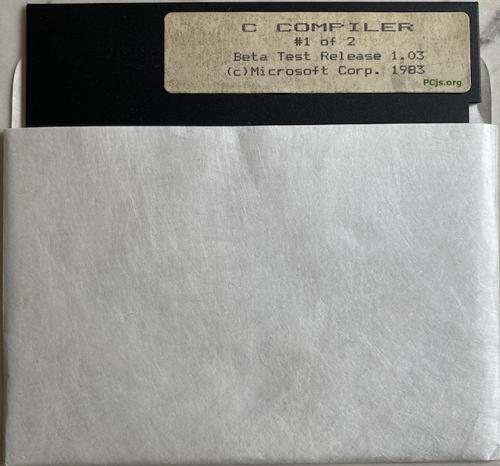 C COMPILER
#1 of 2
Beta Test Release 1.03
(c)Microsoft Corp. 1983
PCjs.org